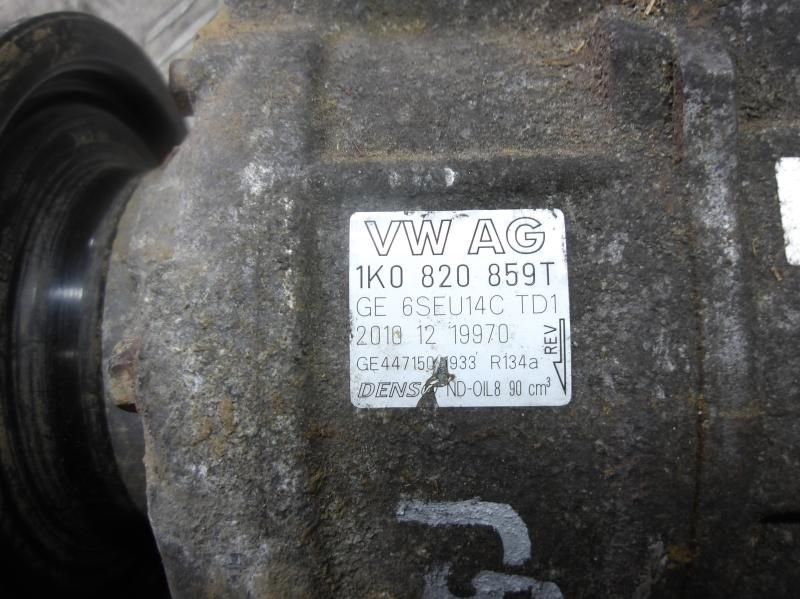 VW AG
1K0 820 859T
GE 6SEU14C TD1
2010 12 19970
R134a
ND-OIL8 90 cm³
REV